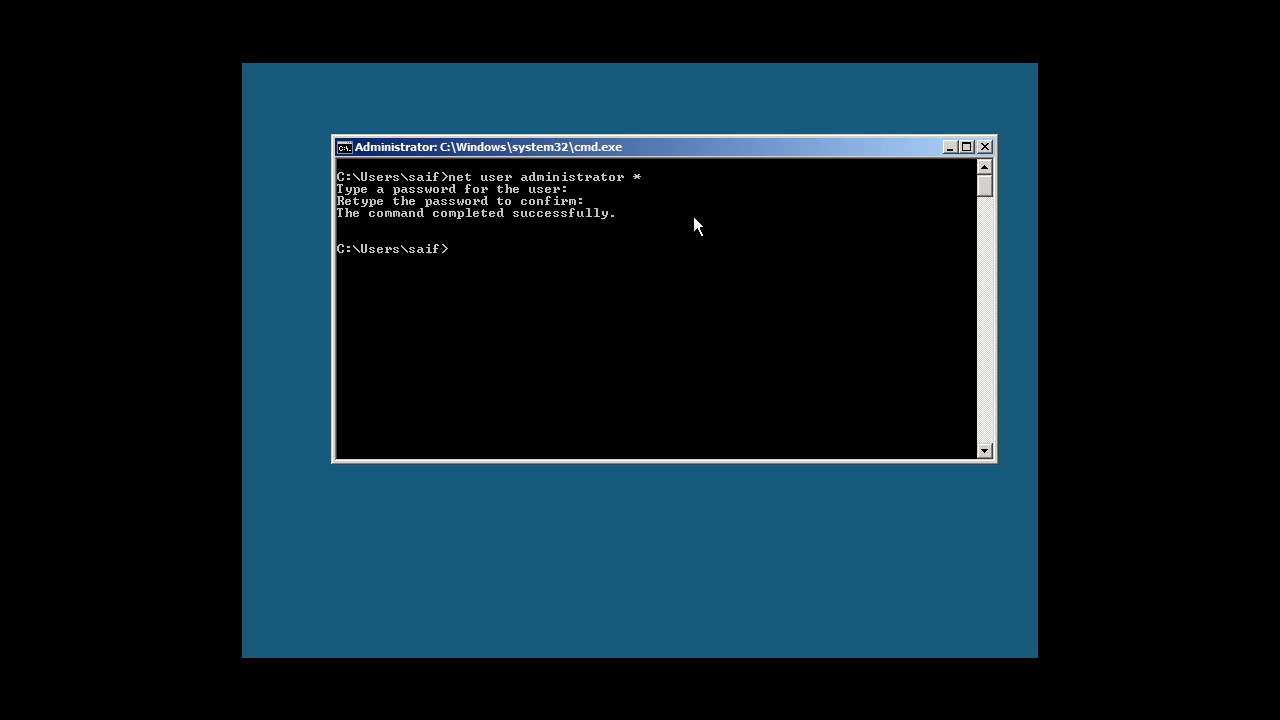 Administrator: C:\Windows\system32\cmd.exe
C:\Users\saif>net user administrator *
Type a password for the user:
Retype the password to confirm:
The command completed successfully.
C:\Users\saif>